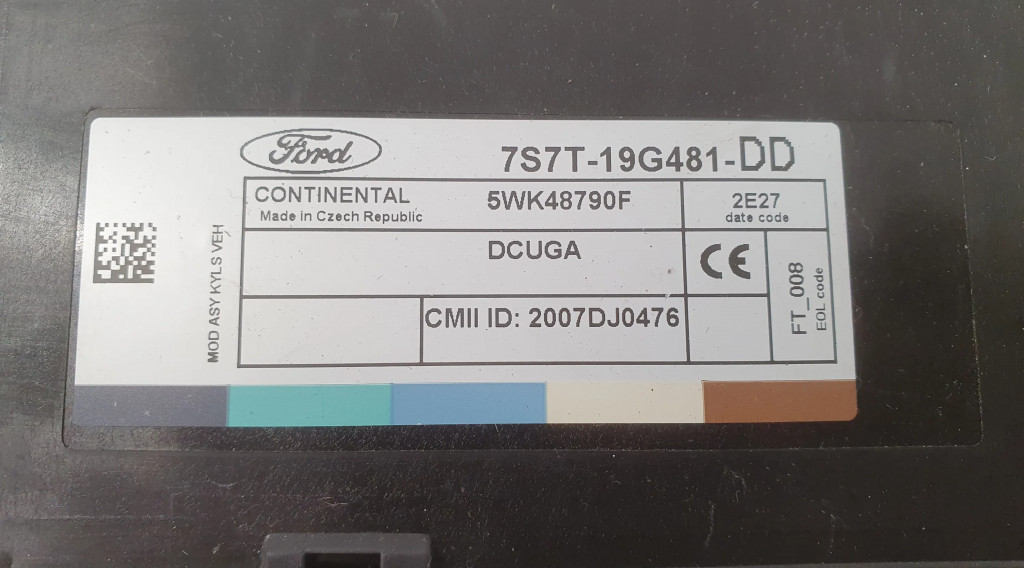 Ford
7S7T-19G481-DD
CONTINENTAL
Made in Czech Republic
5WK48790F
2E27
date code
MOD ASY KYLS VEH
DCUGA
CE
FT_008
EOL code
CMII ID: 2007DJ0476